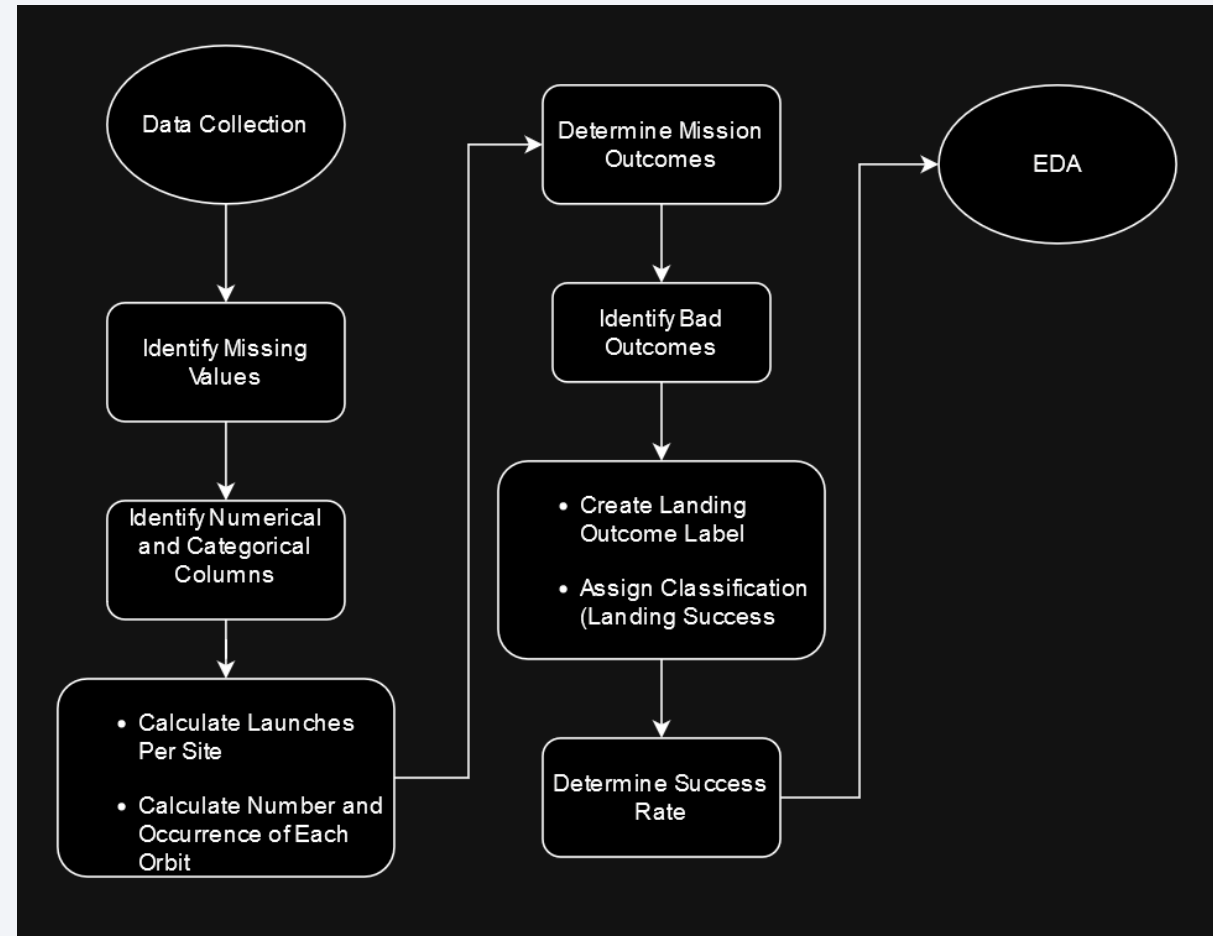 Data Collection
Identify Missing
Values
Identify Numerical
and Categorical
Columns
• Calculate Launches
Per Site
• Calculate Number and
Occurrence of Each
Orbit
Determine Mission
Outcomes
Identify Bad
Outcomes
• Create Landing
Outcome Label
• Assign Classification
(Landing Success
Determine Success
Rate
EDA